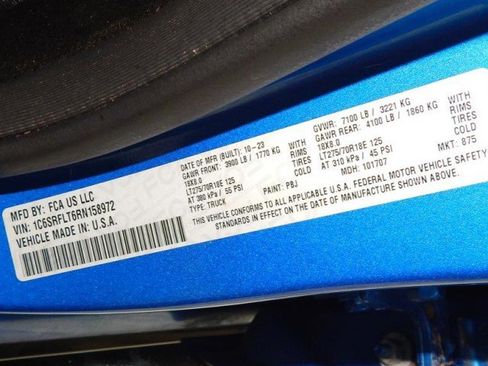 MFD BY: FCA US LLC
VIN: 1C6SRFLT6RN158972
VEHICLE MADE IN: U.S.A.
DATE OF MFR (BUILT): 10-23
GAWR FRONT: 3900 LB / 1770 KG
WITH RIMS TIRES COLD
18X8.0
LT275/70R18E 125
AT 380 kPa / 55 PSI
TYPE: TRUCK
PAINT: PBJ
GVWR: 7100 LB / 3221 KG
GAWR REAR: 4100 LB / 1860 KG
WITH RIMS TIRES COLD
18X8.0
LT275/70R18E 125
AT 310 kPa / 45 PSI
MDH: 101707
MKT: 875
THIS VEHICLE CONFORMS TO ALL APPLICABLE U.S.A. FEDERAL MOTOR VEHICLE SAFETY
STANDARDS IN EFFECT ON THE DATE OF MANUFACTURE SHOWN ABOVE.